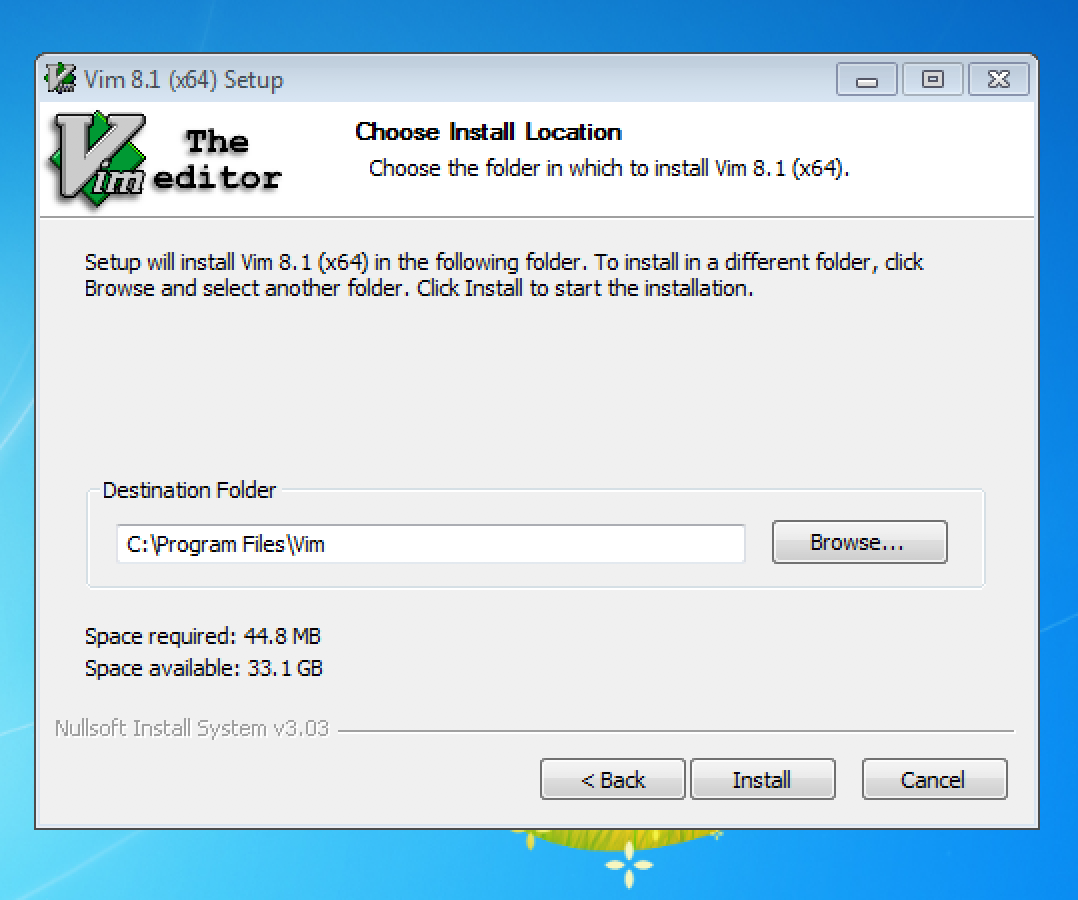 Vim 8.1 (x64) Setup
Vim The editor
Choose Install Location
Choose the folder in which to install Vim 8.1 (x64).
Setup will install Vim 8.1 (x64) in the following folder. To install in a different folder, click
Browse and select another folder. Click Install to start the installation.
Destination Folder
C:\Program Files\Vim
Browse...
Space required: 44.8 MB
Space available: 33.1 GB
Nullsoft Install System v3.03
< Back
Install
Cancel